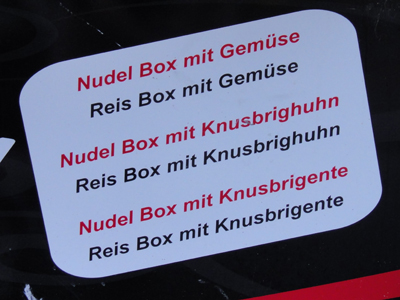 Nudel Box mit Gemüse
Reis Box mit Gemüse
Nudel Box mit Knusbrighuhn
Reis Box mit Knusbrighuhn
Nudel Box mit Knusbrigente
Reis Box mit Knusbrigente